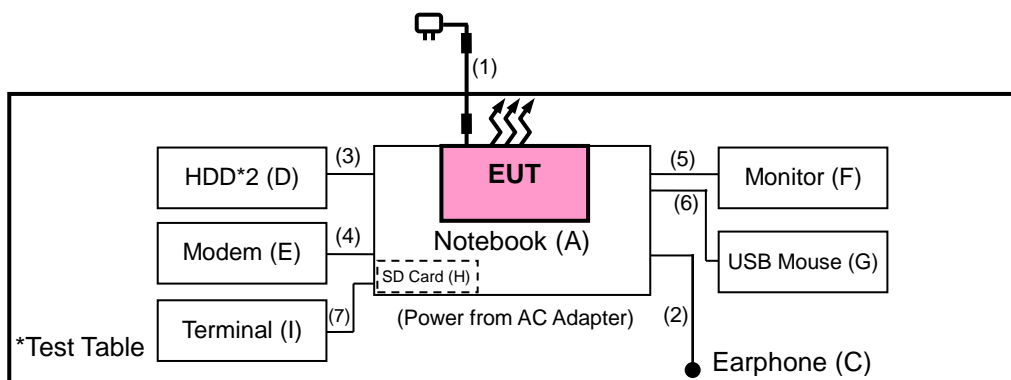 (1)
(3)
HDD*2 (D)
EUT
(5)
Monitor (F)
(6)
(4)
Modem (E)
Notebook (A)
USB Mouse (G)
SD Card (H)
(7)
Terminal (I)
(Power from AC Adapter)
(2)
*Test Table
Earphone (C)